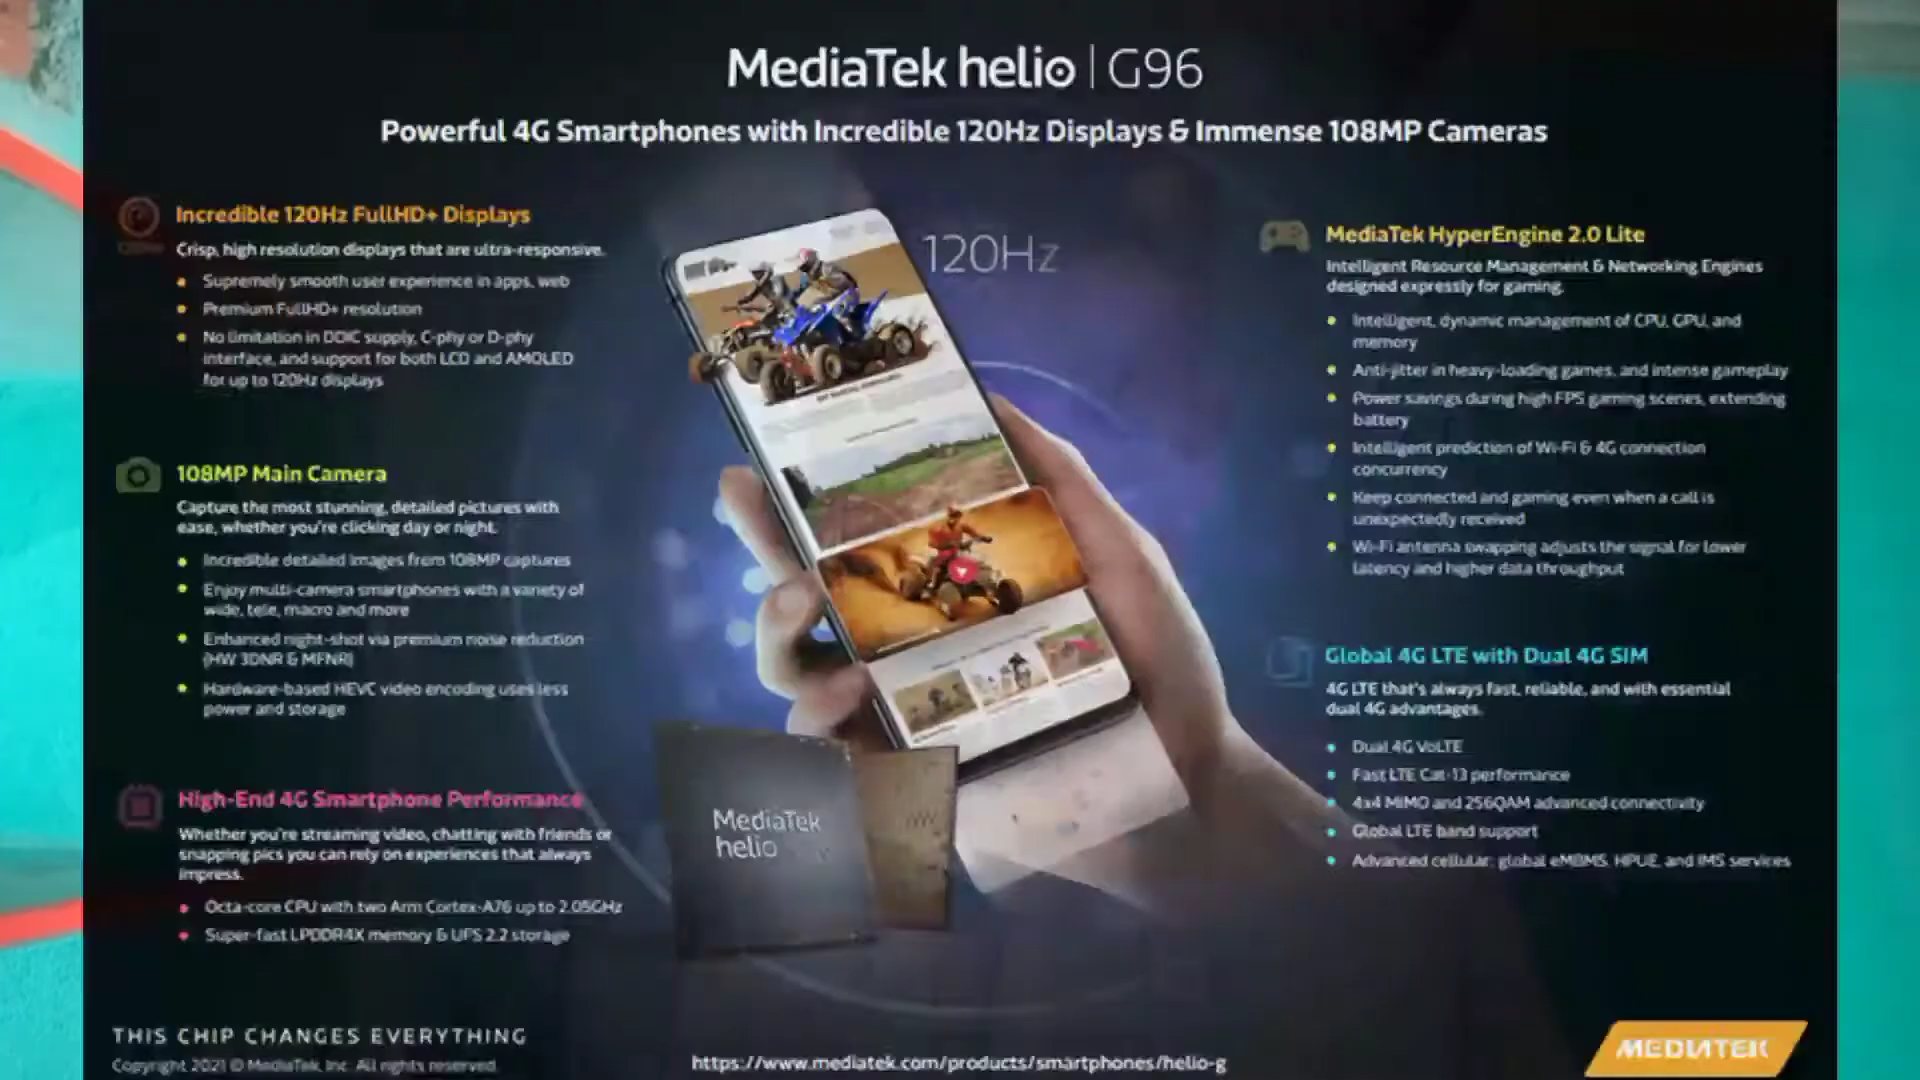 MediaTek helio | G96
Powerful 4G Smartphones with Incredible 120Hz Displays & Immense 108MP Cameras
Incredible 120Hz FullHD+ Displays
Crisp, high resolution displays that are ultra-responsive.
Supremely smooth user experience in apps, web
Premium FullHD+ resolution
No limitation in DDIC supply, C-phy or D-phy
interface, and support for both LCD and AMOLED
for up to 120Hz displays
108MP Main Camera
Capture the most stunning, detailed pictures with
ease, whether you're clicking day or night.
Incredible detailed images from 108MP captures
Enjoy multi-camera smartphones with a variety of
wide, tele, macro and more
Enhanced night-shot via premium noise reduction
(HW 3DNR & MFNR)
Hardware-based HEVC video encoding uses less
power and storage
High-End 4G Smartphone Performance
Whether you're streaming video, chatting with friends or
snapping pics you can rely on experiences that always
impress.
Octa-core CPU with two Arm Cortex-A76 up to 2.05GHz
Super-fast LPDDR4X memory & UFS 2.2 storage
120Hz
MediaTek
helio
MediaTek HyperEngine 2.0 Lite
Intelligent Resource Management & Networking Engines
designed expressly for gaming.
Intelligent, dynamic management of CPU, GPU, and
memory
Anti-jitter in heavy-loading games, and intense gameplay
Power savings during high FPS gaming scenes, extending
battery
Intelligent prediction of Wi-Fi & 4G connection
concurrency
Keep connected and gaming even when a call is
unexpectedly received
Wi-Fi antenna swapping adjusts the signal for lower
latency and higher data throughput
Global 4G LTE with Dual 4G SIM
4G LTE that's always fast, reliable, and with essential
dual 4G advantages.
Dual 4G VoLTE
Fast LTE Cat-13 performance
4x4 MIMO and 256QAM advanced connectivity
Global LTE band support
Advanced cellular: global eMBMS, HPUE, and IMS services
THIS CHIP CHANGES EVERYTHING
Copyright 2021 © MediaTek, Inc. All rights reserved.
https://www.mediatek.com/products/smartphones/helio-g
MEDIATEK